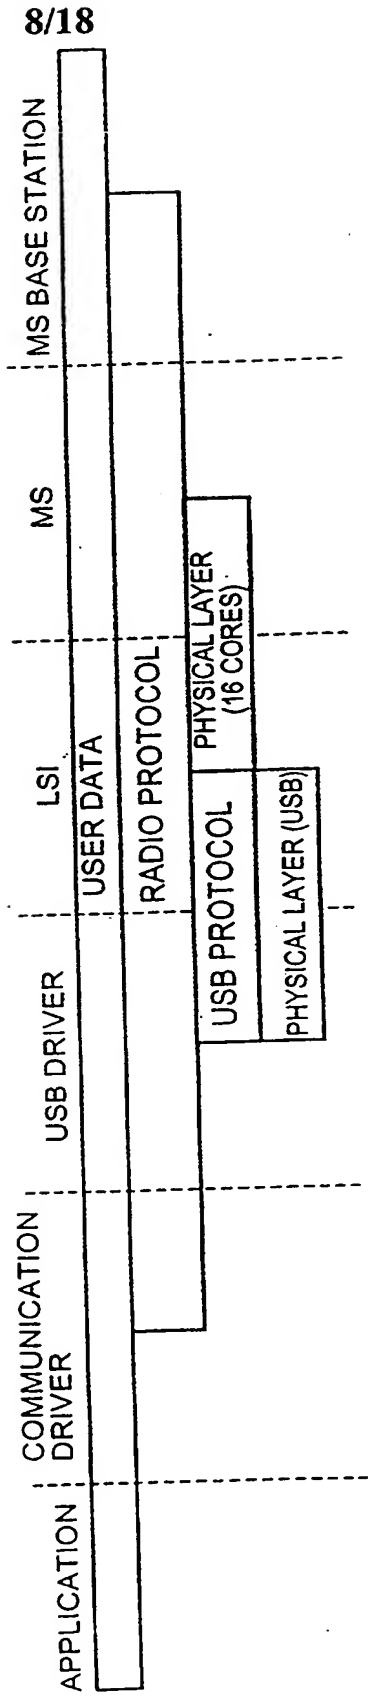 8/18
APPLICATION
COMMUNICATION
DRIVER
USB DRIVER
LSI
MS
MS BASE STATION
USER DATA
RADIO PROTOCOL
USB PROTOCOL
PHYSICAL LAYER
(16 CORES)
PHYSICAL LAYER (USB)